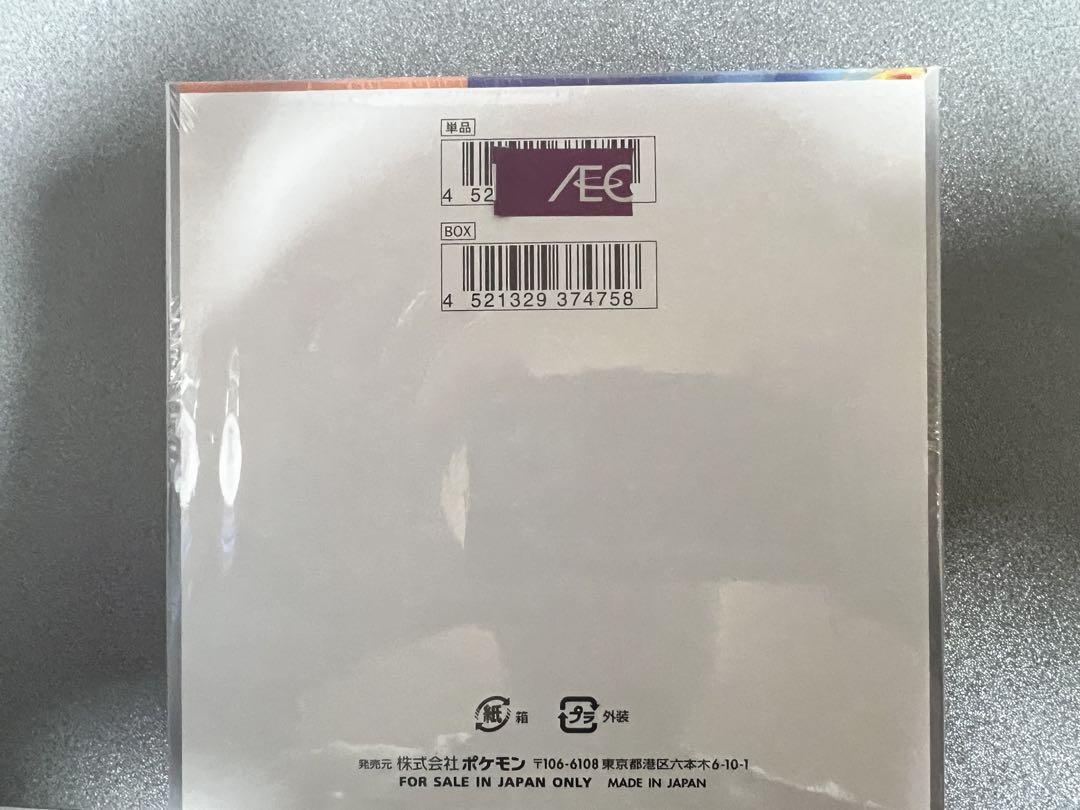 単品
4 52
ÆC
BOX
4 521329 374758
紙 箱 プラ 外装
発売元 株式会社ポケモン 〒106-6108 東京都港区六本木6-10-1
FOR SALE IN JAPAN ONLY MADE IN JAPAN